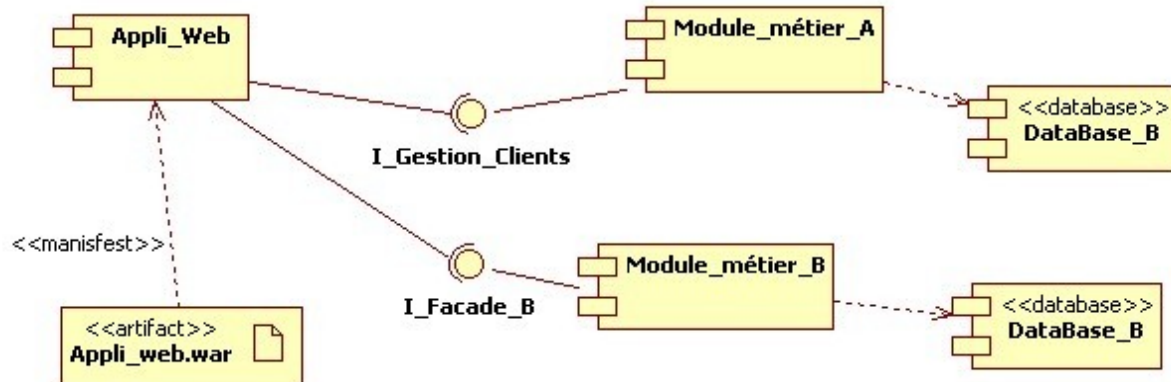 Appli_Web
Module_métier_A
<<database>>
DataBase_B
I_Gestion_Clients
<<manisfest>>
Module_métier_B
I_Facade_B
<<database>>
DataBase_B
<<artifact>>
Appli_web.war